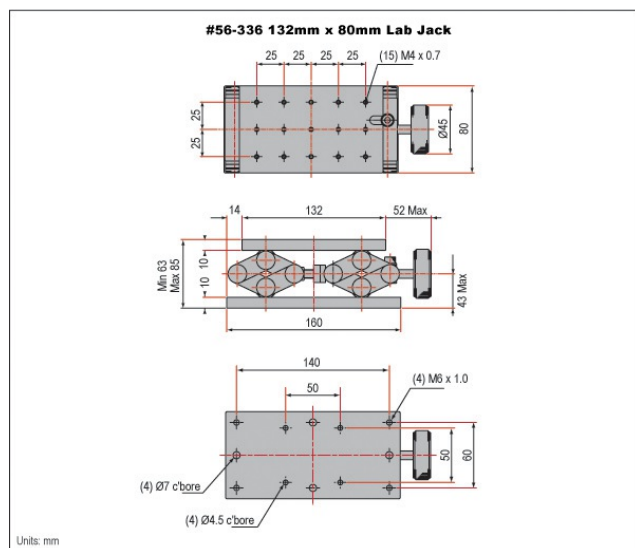 #56-336 132mm x 80mm Lab Jack
25 25 25 25
(15) M4 x 0.7
25
25
Ø45
80
14
132
52 Max
Min 63
Max 85
10
10
43 Max
160
140
(4) M6 x 1.0
50
50
60
(4) Ø7 c'bore
(4) Ø4.5 c'bore
Units: mm